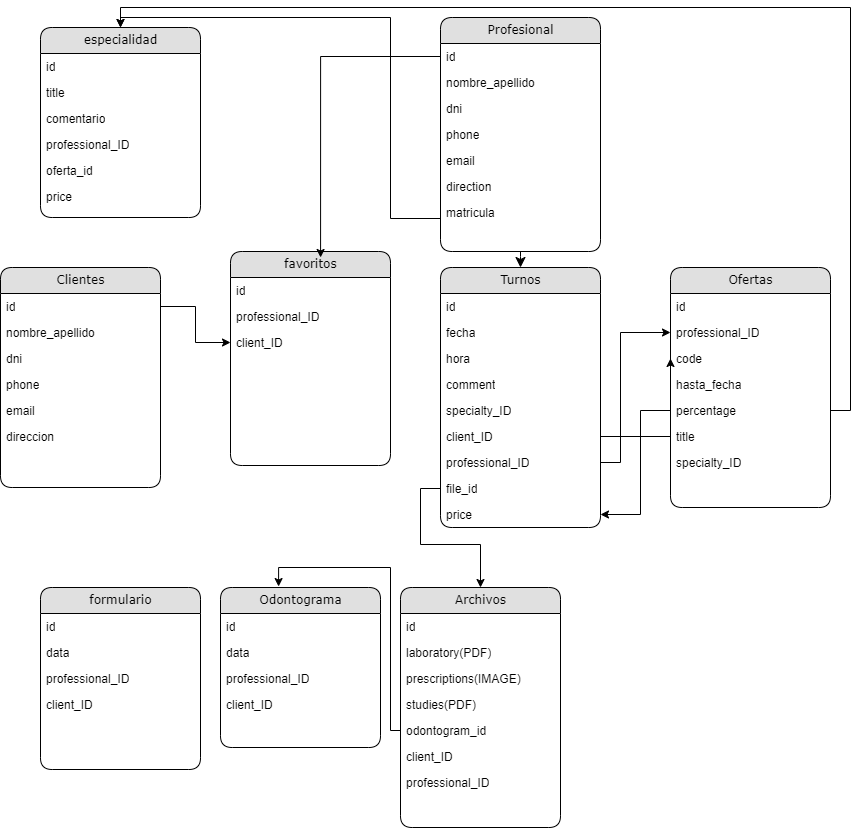 especialidad
id
title
comentario
professional_ID
oferta_id
price
Profesional
id
nombre_apellido
dni
phone
email
direction
matricula
Clientes
id
nombre_apellido
dni
phone
email
direccion
favoritos
id
professional_ID
client_ID
Turnos
id
fecha
hora
comment
specialty_ID
client_ID
professional_ID
file_id
price
Ofertas
id
professional_ID
code
hasta_fecha
percentage
title
specialty_ID
formulario
id
data
professional_ID
client_ID
Odontograma
id
data
professional_ID
client_ID
Archivos
id
laboratory(PDF)
prescriptions(IMAGE)
studies(PDF)
odontogram_id
client_ID
professional_ID